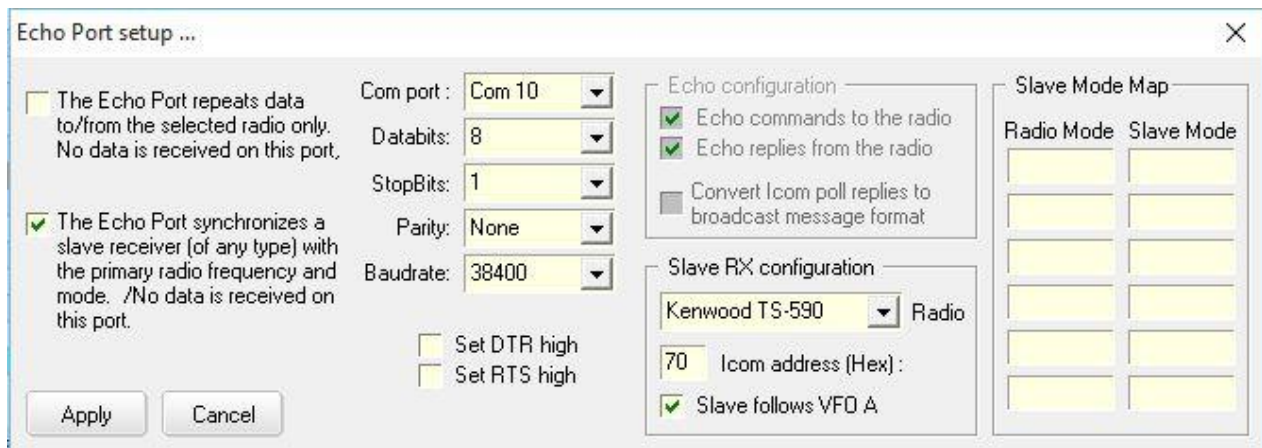 Echo Port setup ...
The Echo Port repeats data
to/from the selected radio only.
No data is received on this port,
The Echo Port synchronizes a
slave receiver (of any type) with
the primary radio frequency and
mode. /No data is received on
this port.
Apply
Cancel
Com port : Com 10
Databits: 8
StopBits: 1
Parity: None
Baudrate: 38400
Set DTR high
Set RTS high
Echo configuration
Echo commands to the radio
Echo replies from the radio
Convert Icom poll replies to
broadcast message format
Slave RX configuration
Kenwood TS-590 Radio
70 Icom address (Hex) :
Slave follows VFO A
Slave Mode Map
Radio Mode Slave Mode